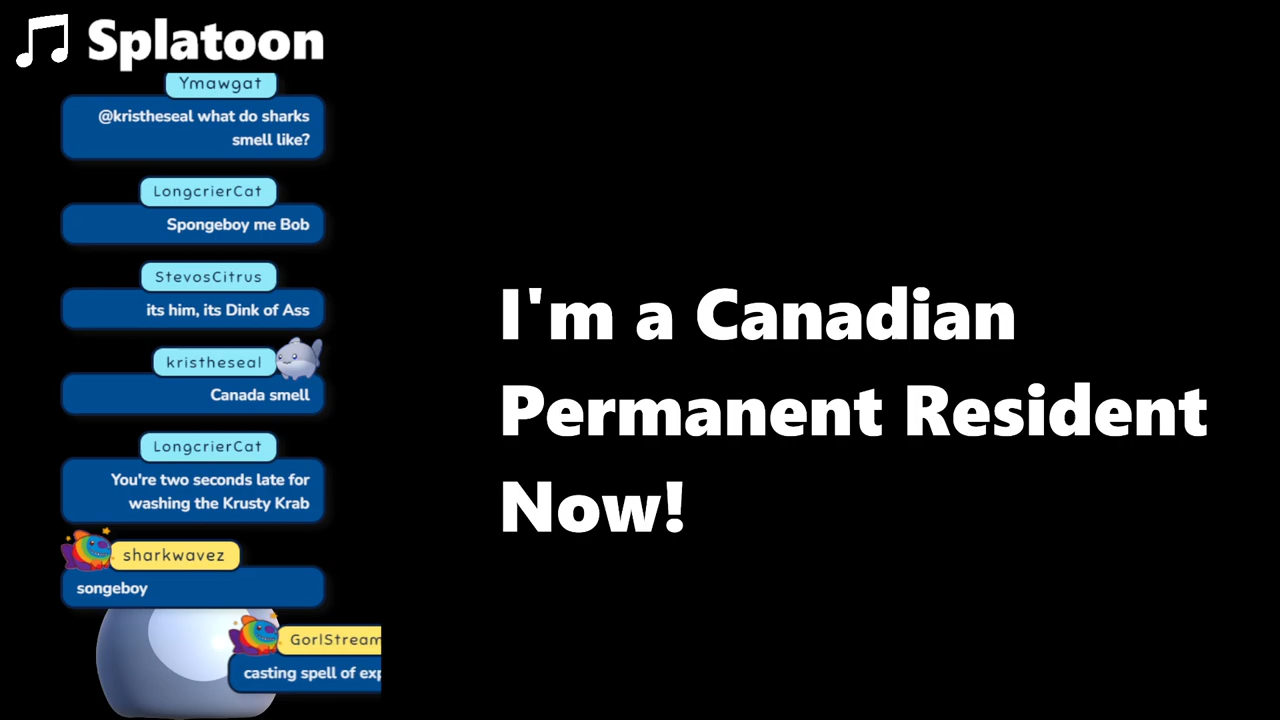 Splatoon
Ymawgat
@kristheseal what do sharks
smell like?
LongcrierCat
Spongeboy me Bob
StevosCitrus
its him, its Dink of Ass
kristheseal
Canada smell
LongcrierCat
You're two seconds late for
washing the Krusty Krab
sharkwavez
songeboy
GorlStream
casting spell of exp
I'm a Canadian
Permanent Resident
Now!